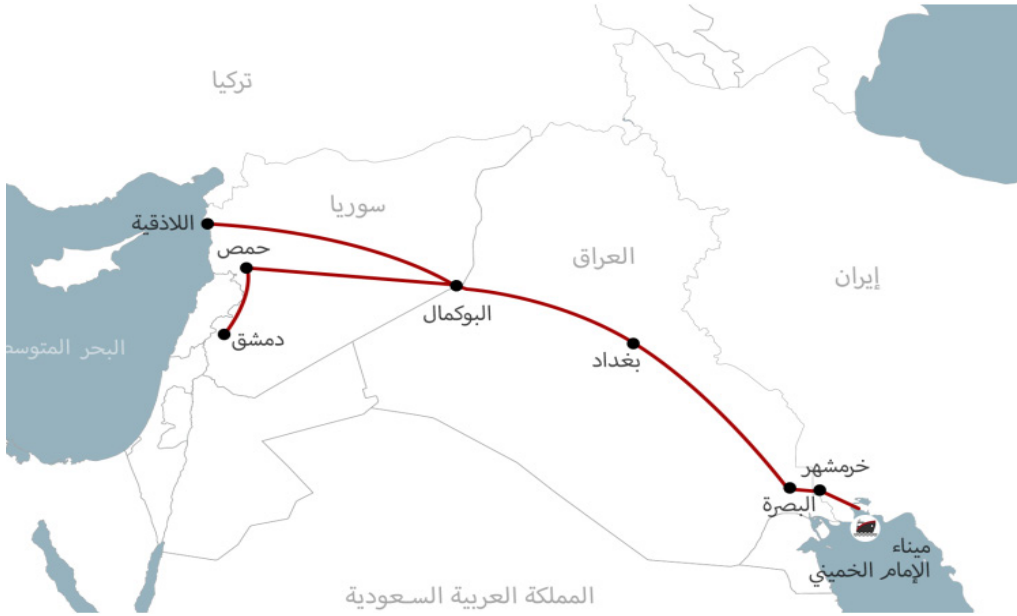 تركيا
سوريا
اللاذقية
حمص
العراق
إيران
البوكمال
دمشق
البحر المتوسط
بغداد
خرمشهر
البصرة
ميناء
الإمام الخميني
المملكة العربية السعودية